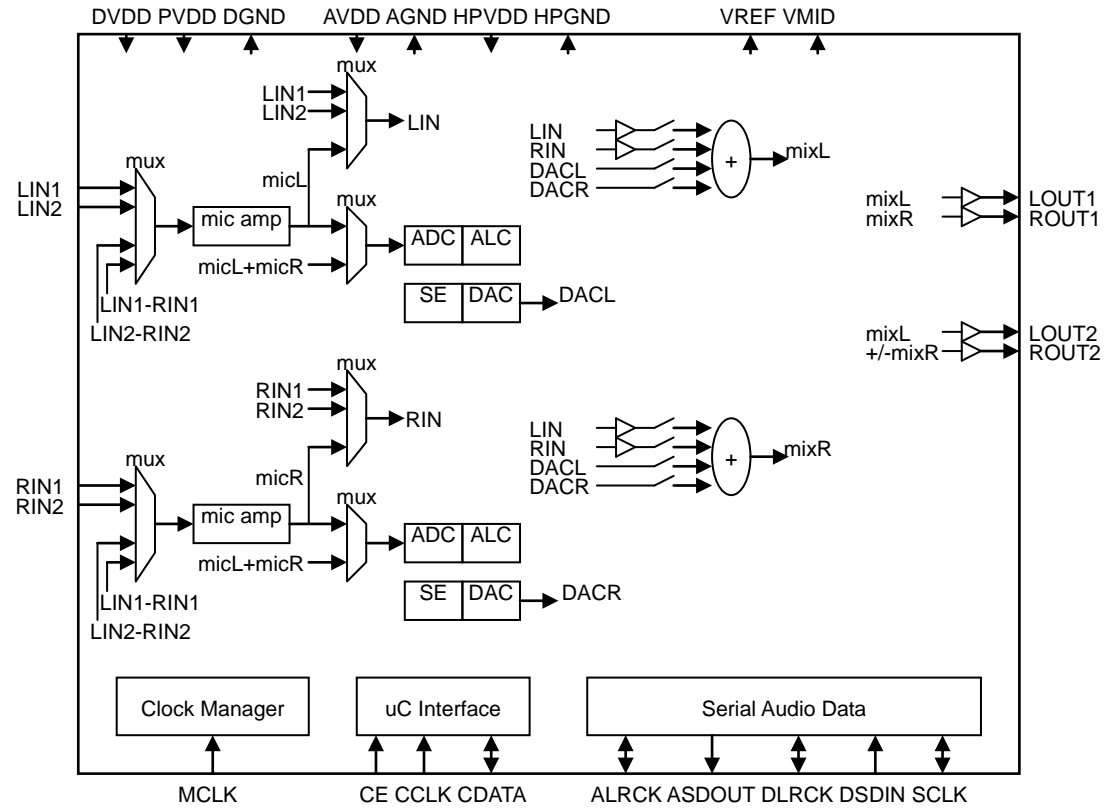 DVDD PVDD DGND AVDD AGND HPVDD HPGND VREF VMID
mux
LIN1
LIN2
LIN
micL
mux
LIN1
LIN2
mic amp
LIN1-RIN1
LIN2-RIN2
mux
micL+micR
ADC ALC
SE DAC
DACL
LIN
RIN
DACL
DACR
+
mixL
mixL
mixR
LOUT1
ROUT1
mixL
+/-mixR
LOUT2
ROUT2
mux
RIN1
RIN2
RIN
micR
mux
RIN1
RIN2
mic amp
LIN1-RIN1
LIN2-RIN2
mux
micL+micR
ADC ALC
SE DAC
DACR
LIN
RIN
DACL
DACR
+
mixR
Clock Manager
uC Interface
Serial Audio Data
MCLK
CE CCLK CDATA
ALRCK ASDOUT DLRCK DSDIN SCLK